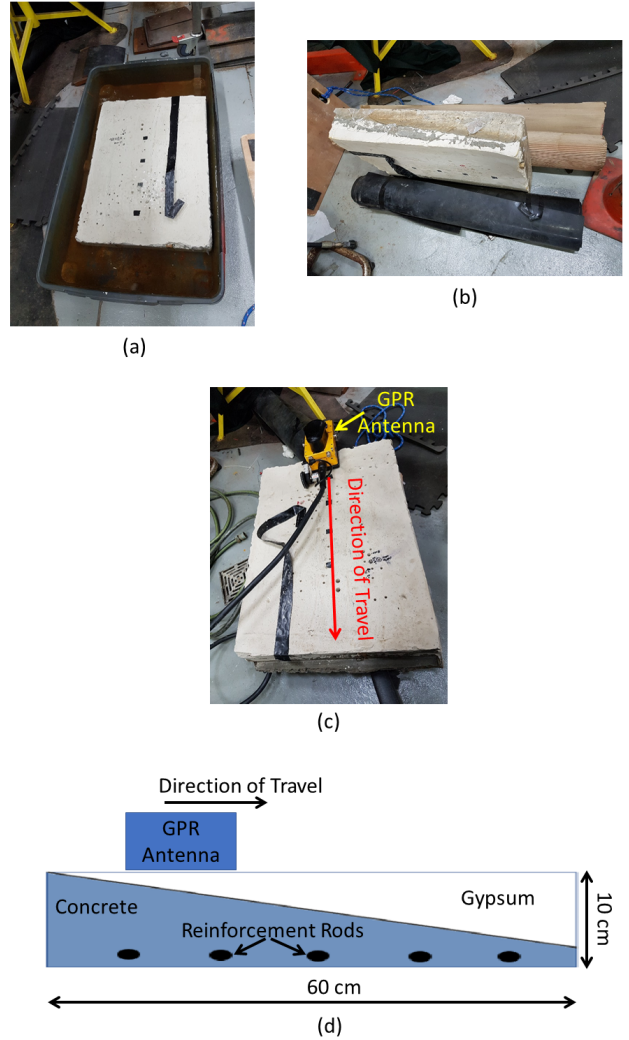 (a)
(b)
GPR
Antenna
Direction of Travel
(c)
Direction of Travel
GPR
Antenna
Concrete
Gypsum
Reinforcement Rods
10 cm
60 cm
(d)